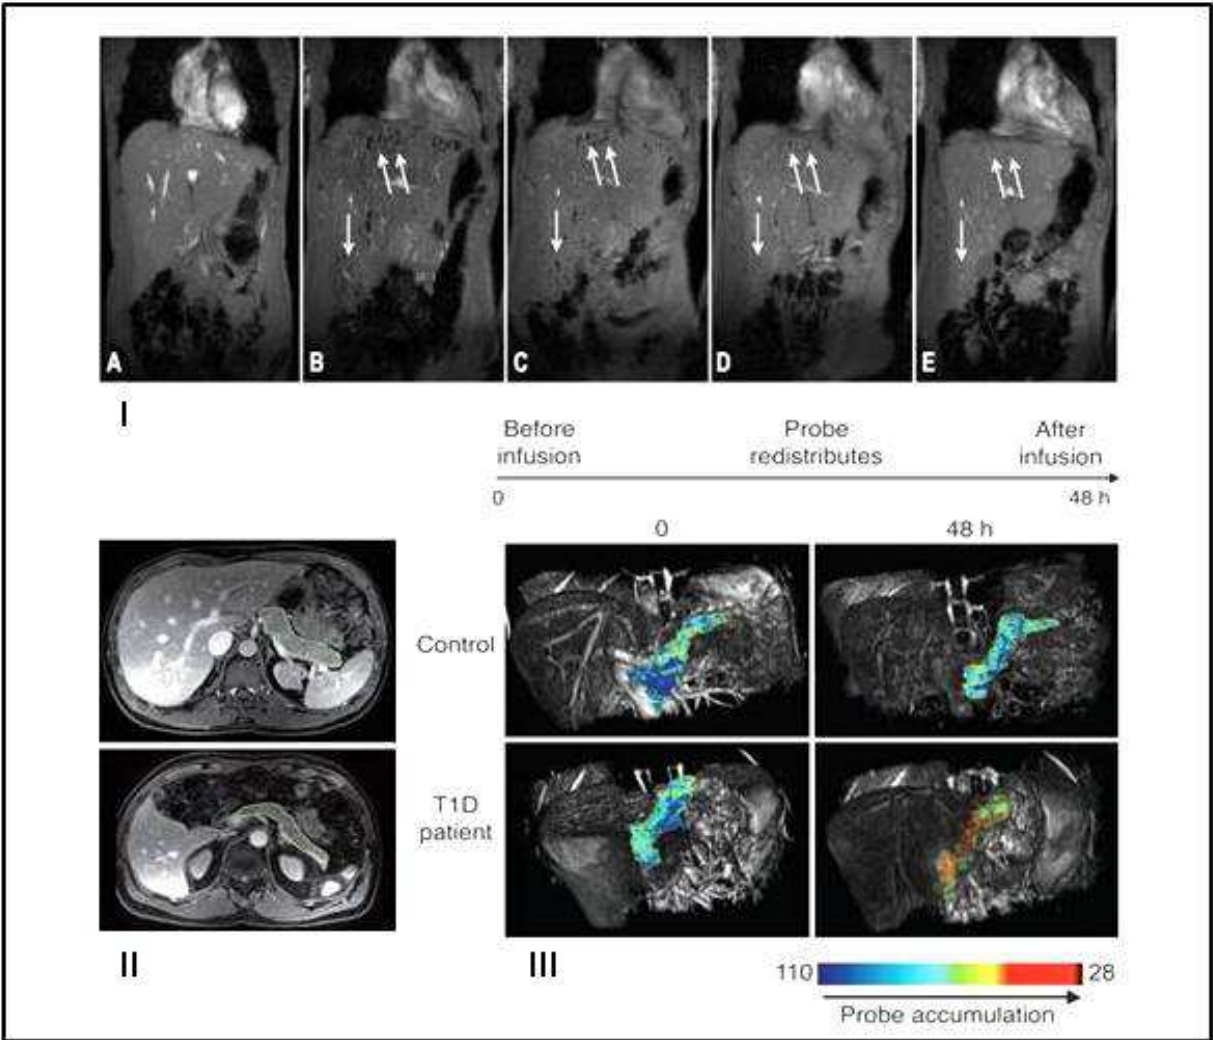 A
B
C
D
E
I
Before
infusion
Probe
redistributes
After
infusion
0
48 h
0
48 h
Control
T1D
patient
II
III
110
28
Probe accumulation